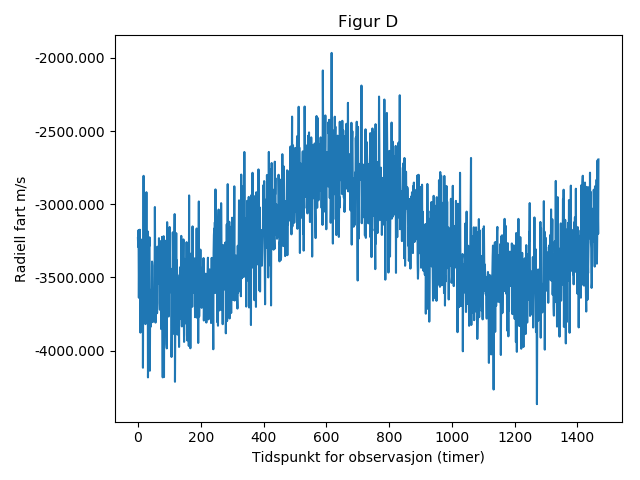 Figur D
-2000.000
-2500.000
-3000.000
-3500.000
-4000.000
Radiell fart m/s
0 200 400 600 800 1000 1200 1400
Tidspunkt for observasjon (timer)